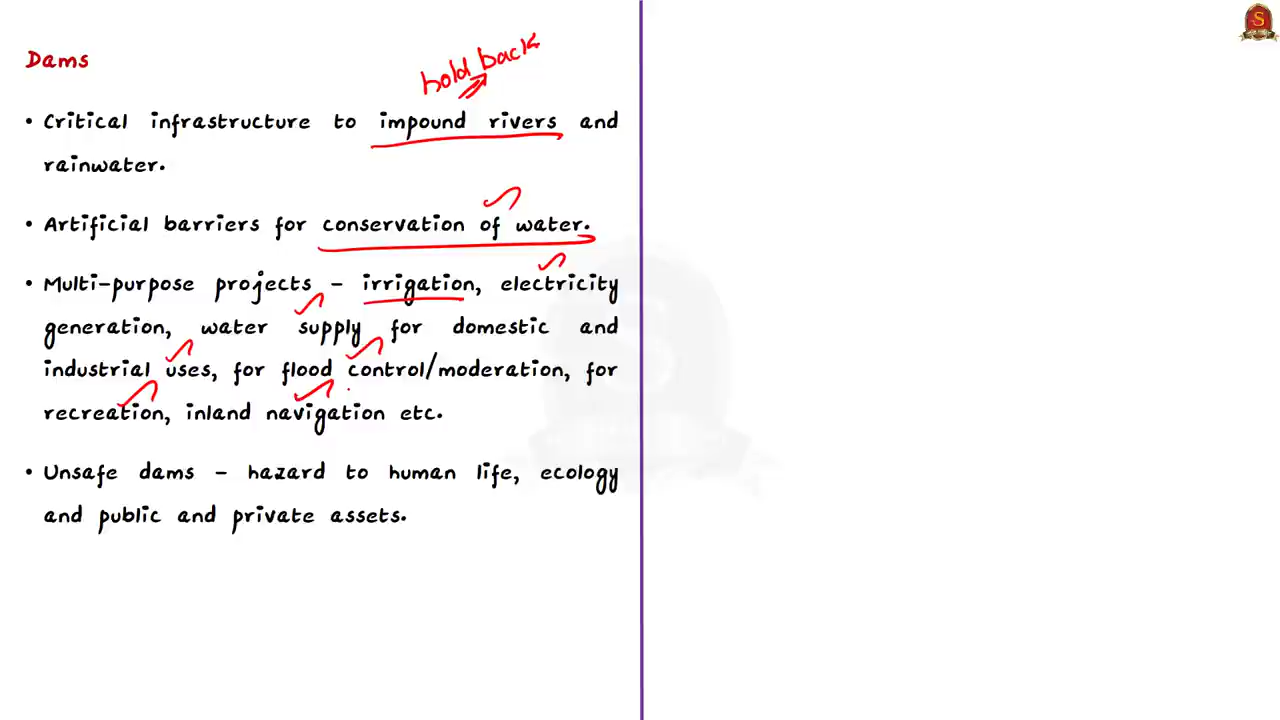 Dams
hold back
• Critical infrastructure to impound rivers and
rainwater.
• Artificial barriers for conservation of water.
• Multi-purpose projects - irrigation, electricity
generation, water supply for domestic and
industrial uses, for flood control/moderation, for
recreation, inland navigation etc.
• Unsafe dams - hazard to human life, ecology
and public and private assets.
S